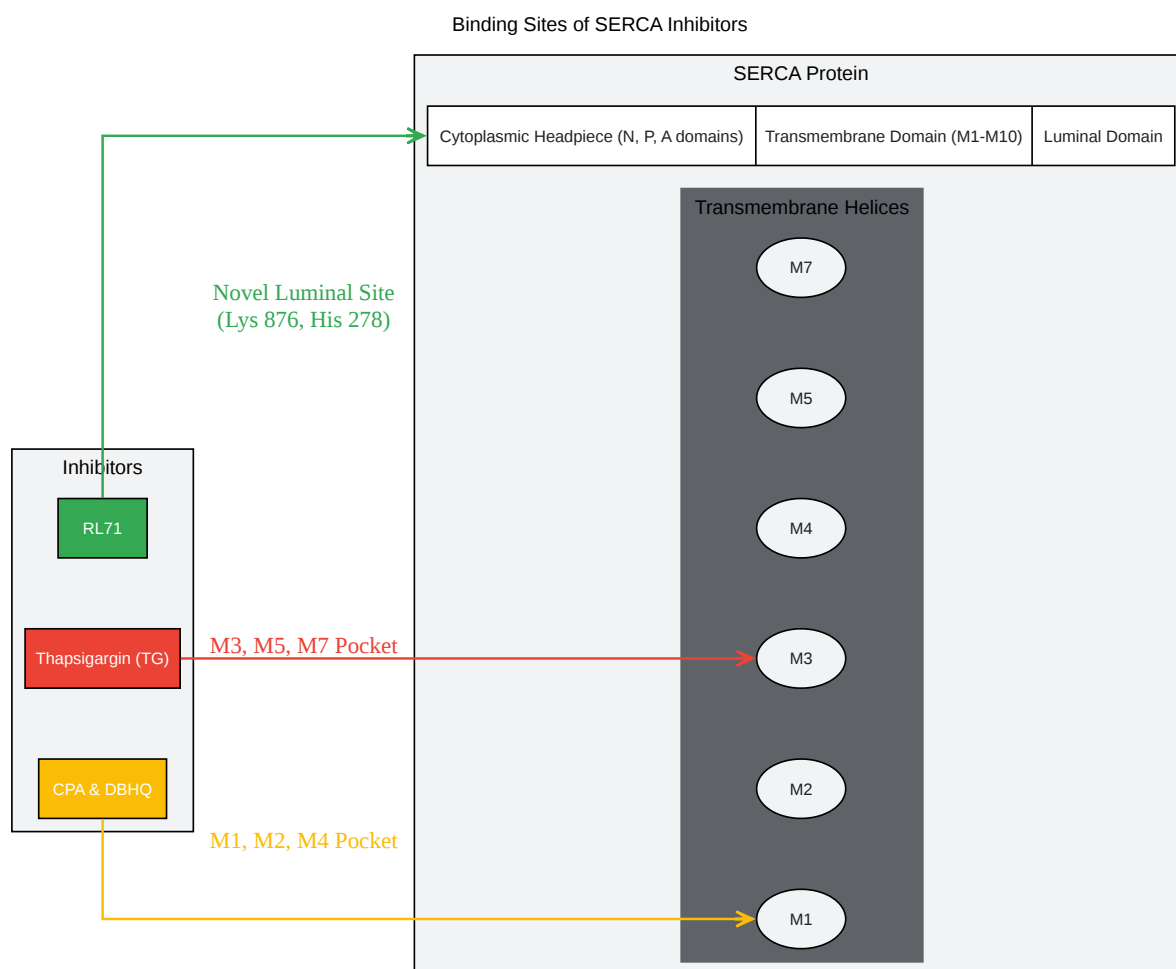 Binding Sites of SERCA Inhibitors
SERCA Protein
Cytoplasmic Headpiece (N, P, A domains)
Transmembrane Domain (M1-M10)
Luminal Domain
Transmembrane Helices
M7
Novel Luminal Site
(Lys 876, His 278)
M5
Inhibitors
RL71
M4
Thapsigargin (TG)
M3, M5, M7 Pocket
M3
CPA & DBHQ
M2
M1, M2, M4 Pocket
M1